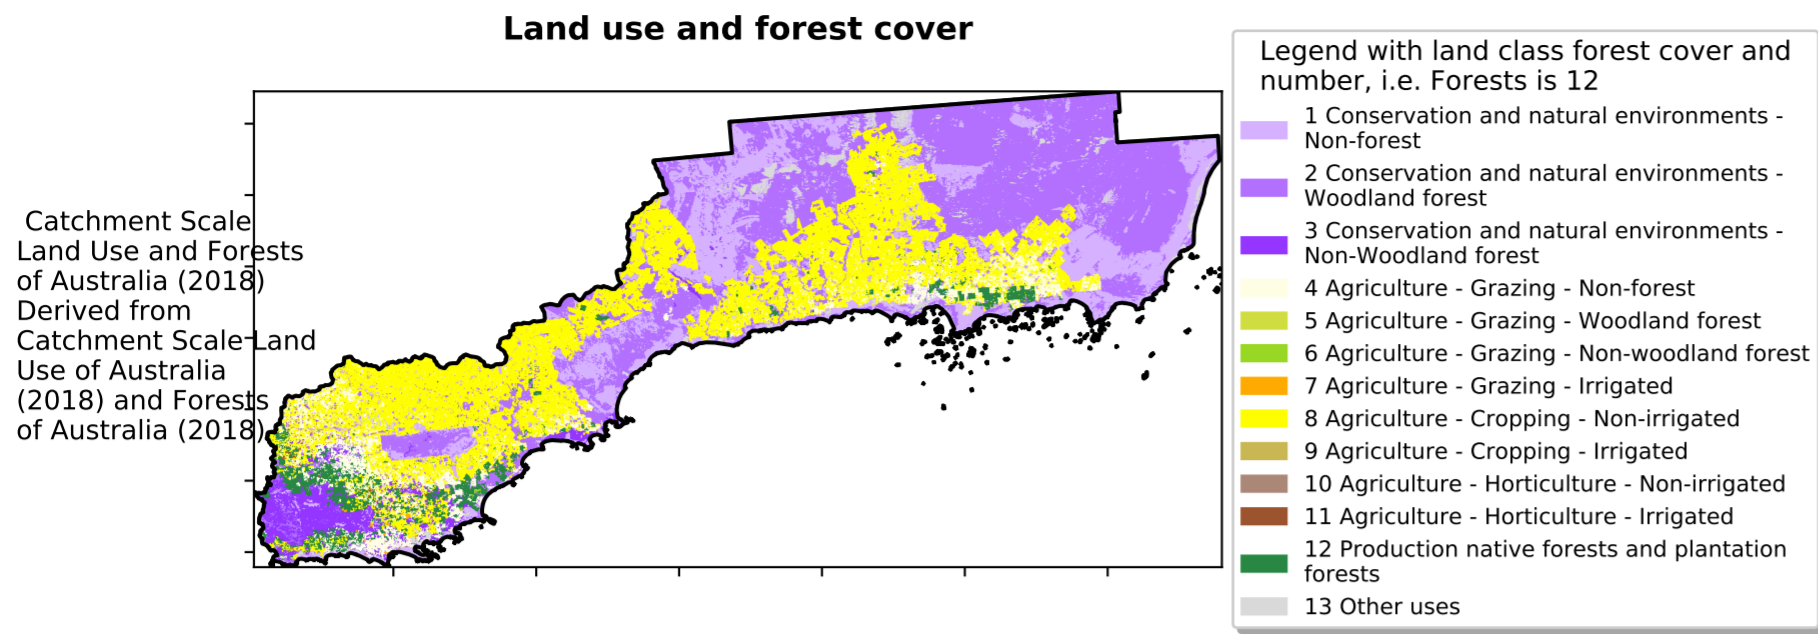 Land use and forest cover
Catchment Scale
Land Use and Forests
of Australia (2018)
Derived from
Catchment Scale Land
Use of Australia
(2018) and Forests
of Australia (2018)
Legend with land class forest cover and
number, i.e. Forests is 12
1 Conservation and natural environments -
Non-forest
2 Conservation and natural environments -
Woodland forest
3 Conservation and natural environments -
Non-Woodland forest
4 Agriculture - Grazing - Non-forest
5 Agriculture - Grazing - Woodland forest
6 Agriculture - Grazing - Non-woodland forest
7 Agriculture - Grazing - Irrigated
8 Agriculture - Cropping - Non-irrigated
9 Agriculture - Cropping - Irrigated
10 Agriculture - Horticulture - Non-irrigated
11 Agriculture - Horticulture - Irrigated
12 Production native forests and plantation
forests
13 Other uses